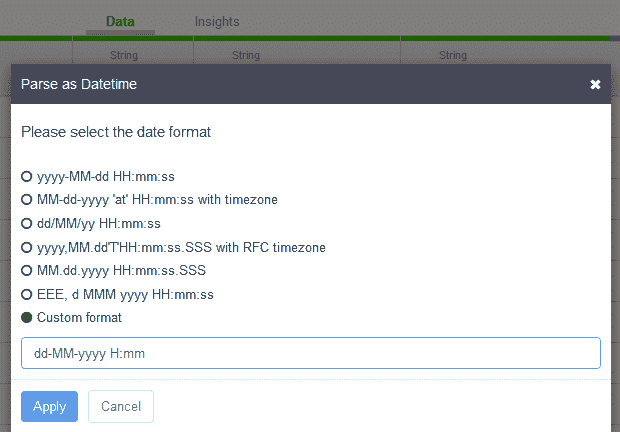 Data Insights
String String String
Parse as Datetime ✖
Please select the date format
yyyy-MM-dd HH:mm:ss
MM-dd-yyyy 'at' HH:mm:ss with timezone
dd/MM/yy HH:mm:ss
yyyy,MM.dd'T'HH:mm:ss.SSS with RFC timezone
MM.dd.yyyy HH:mm:ss.SSS
EEE, d MMM yyyy HH:mm:ss
Custom format
dd-MM-yyyy H:mm
Apply Cancel